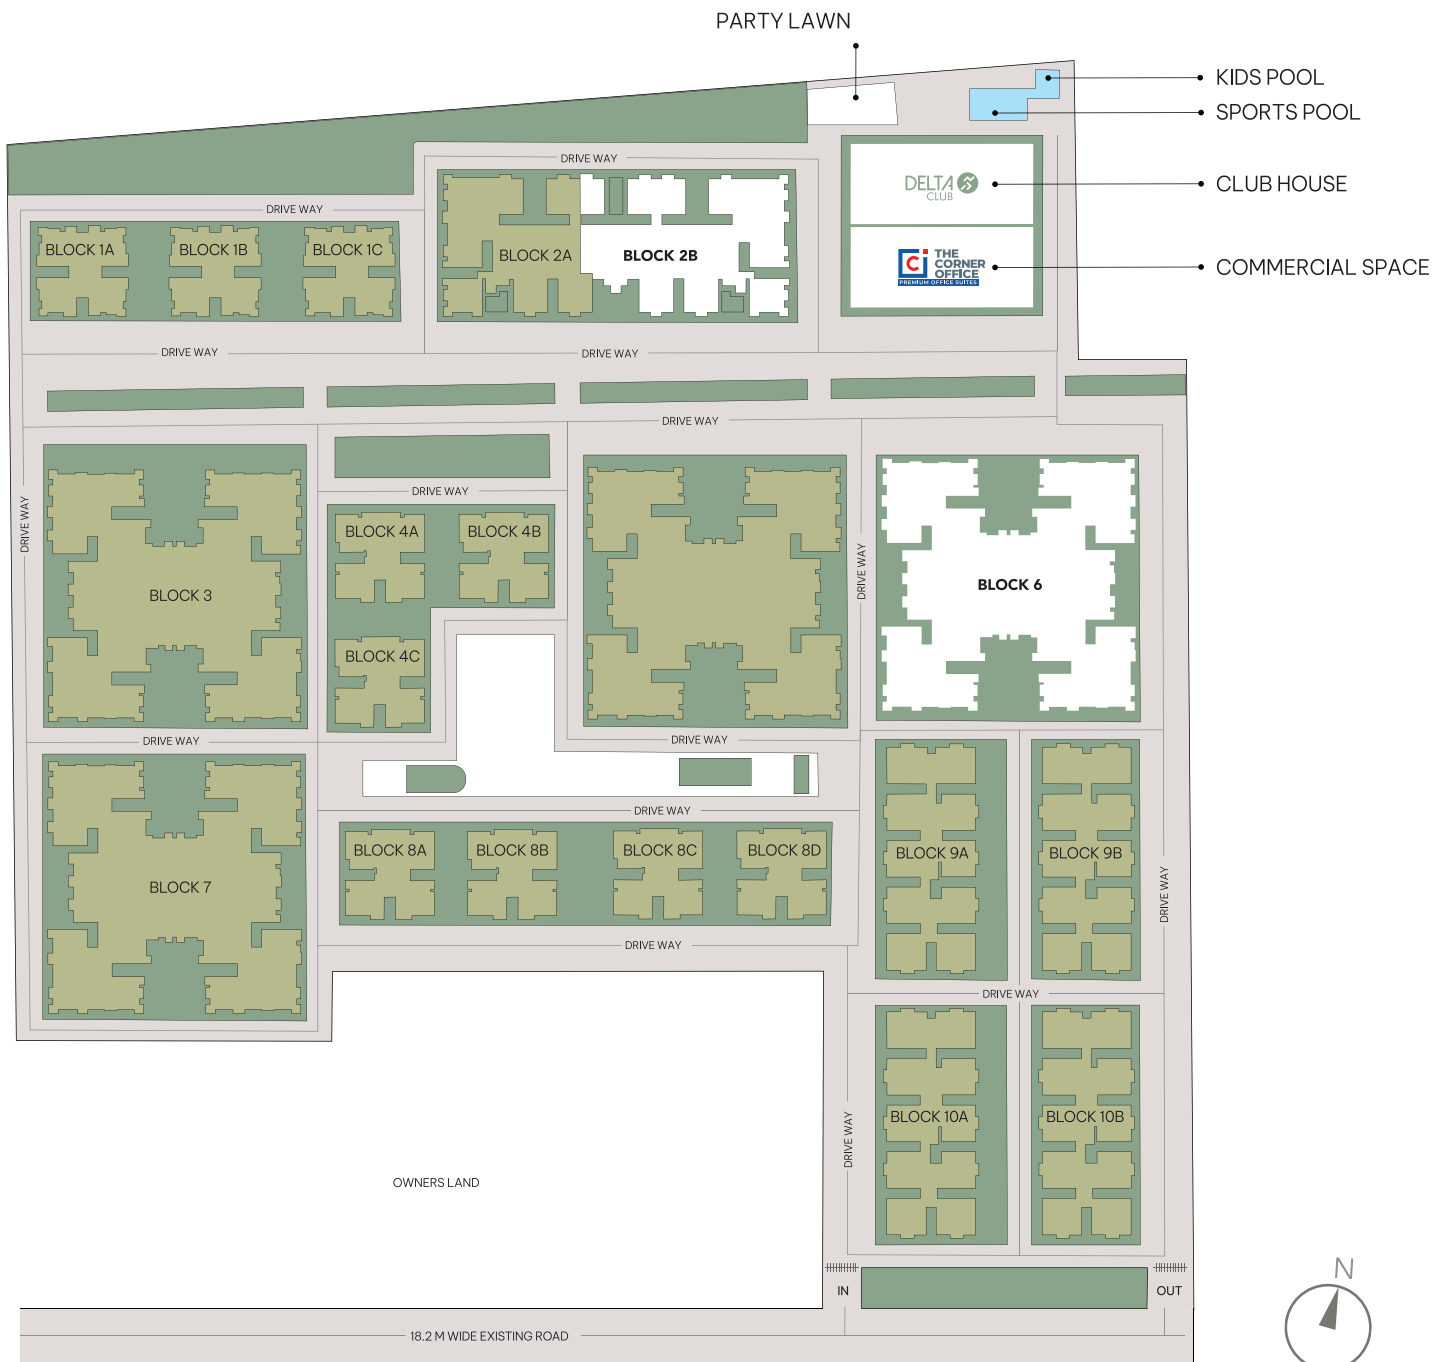 PARTY LAWN
KIDS POOL
SPORTS POOL
DRIVE WAY
DELTA
CLUB
CLUB HOUSE
DRIVE WAY
BLOCK 1A
BLOCK 1B
BLOCK 1C
BLOCK 2A
BLOCK 2B
Ci
THE
CORNER
OFFICE
PREMIUM OFFICE SUITES
COMMERCIAL SPACE
DRIVE WAY
DRIVE WAY
DRIVE WAY
DRIVE WAY
DRIVE WAY
BLOCK 4A
BLOCK 4B
DRIVE WAY
BLOCK 3
BLOCK 6
BLOCK 4C
DRIVE WAY
DRIVE WAY
DRIVE WAY
BLOCK 7
BLOCK 8A
BLOCK 8B
BLOCK 8C
BLOCK 8D
BLOCK 9A
BLOCK 9B
DRIVE WAY
DRIVE WAY
DRIVE WAY
BLOCK 10A
BLOCK 10B
DRIVE WAY
OWNERS LAND
IN
OUT
N
18.2 M WIDE EXISTING ROAD